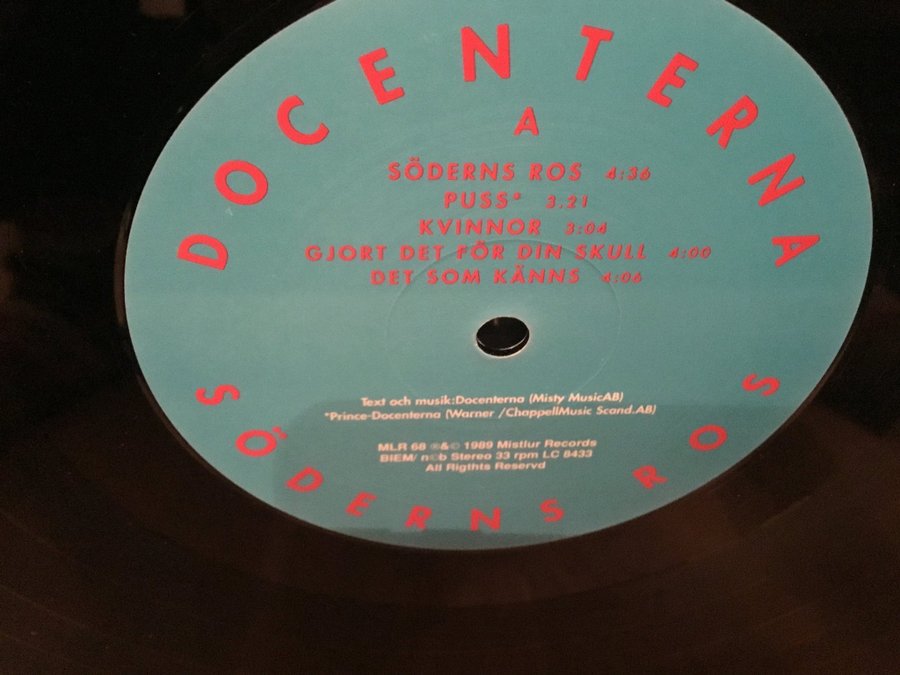 DOCENTERNA
A
SÖDERNS ROS 4:36
PUSS* 3.21
KVINNOR 3:04
GJORT DET FÖR DIN SKULL 4:00
DET SOM KÄNNS 4:06
Text och musik:Docenterna (Misty MusicAB)
*Prince-Docenterna (Warner /ChappellMusic Scand.AB)
MLR 68 ℗&© 1989 Mistlur Records
BIEM/ n©b Stereo 33 rpm LC 8433
All Rigthts Reservd
SÖDERNS ROS